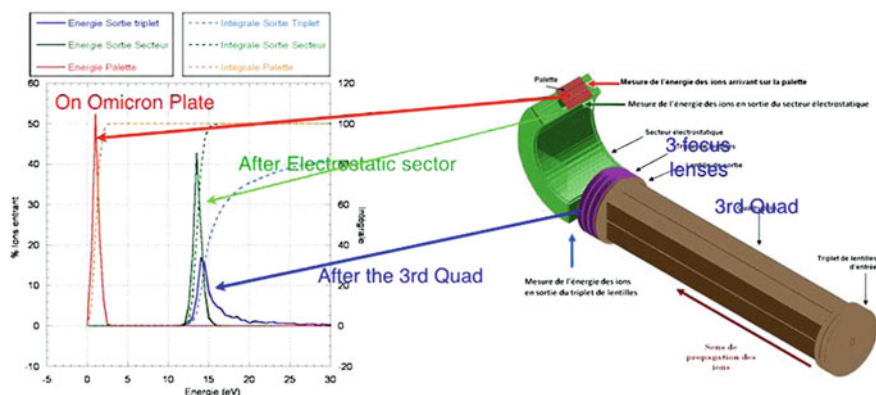 Energie Sortie triplet
Intégrale Sortie Triplet
Energie Sortie Secteur
Intégrale Sortie Secteur
Energie Palette
Intégrale Palette
60
50
40
30
20
10
0
-10
120
100
80
60
40
20
0
-20
-5
0
5
10
15
20
25
30
% Ions entrant
Intégrale
Energie (eV)
On Omicron Plate
After Electrostatic sector
After the 3rd Quad
Palette
Mesure de l'énergie des ions arrivant sur la palette
Mesure de l'énergie des ions en sortie du secteur électrostatique
Secteur électrostatique
3 focus
lenses
3rd Quad
Triplet de lentilles
d'entrée
Mesure de l'énergie des ions
en sortie du triplet de lentilles
Sens de
propagation des
ions